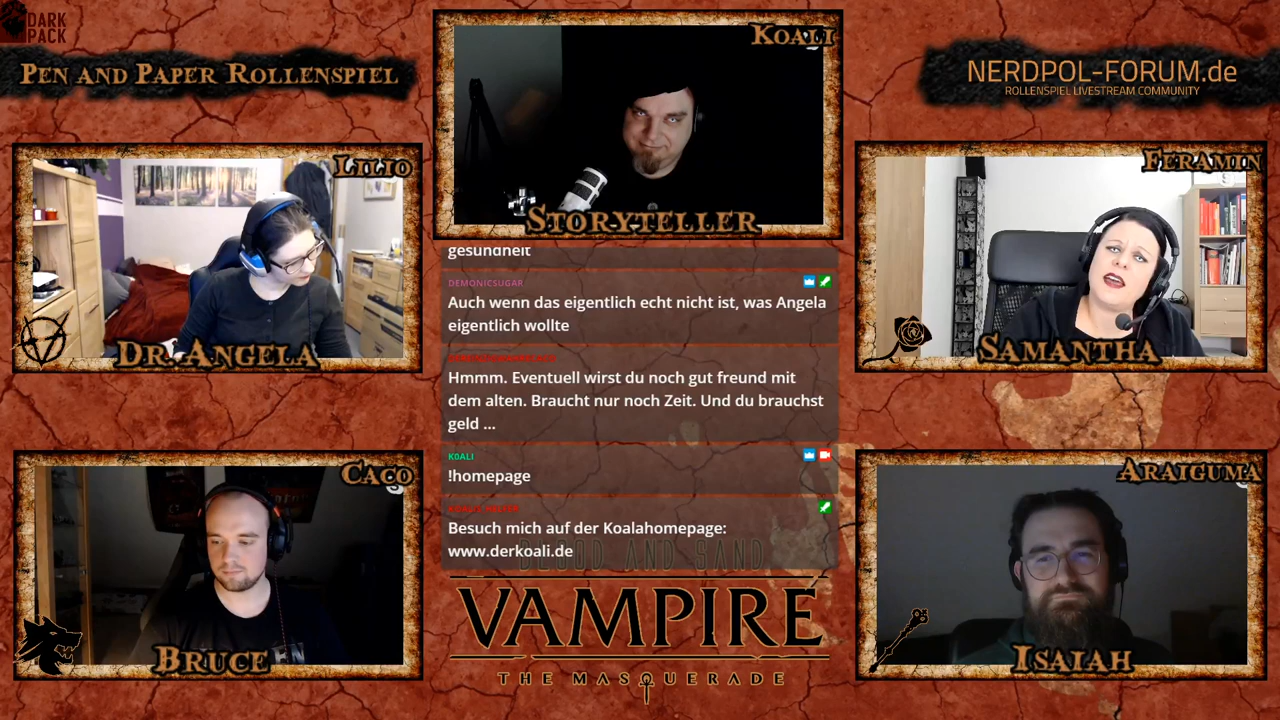 DARK
PACK
PEN AND PAPER ROLLENSPIEL
KOALI
STORYTELLER
NERDPOL-FORUM.de
ROLLENSPIEL LIVESTREAM COMMUNITY
LILIO
DR. ANGELA
FERAMIN
SAMANTHA
gesundheit
DEMONICSUGAR
Auch wenn das eigentlich echt nicht ist, was Angela
eigentlich wollte
Hmmm. Eventuell wirst du noch gut freund mit
dem alten. Braucht nur noch Zeit. Und du brauchst
geld ...
K0ALI
!homepage
Besuch mich auf der Koalahomepage:
www.derkoali.de
BLOOD AND SAND
VAMPIRE
THE MASQUERADE
CACO
BRUCE
ARAIGUMA
ISAIAH